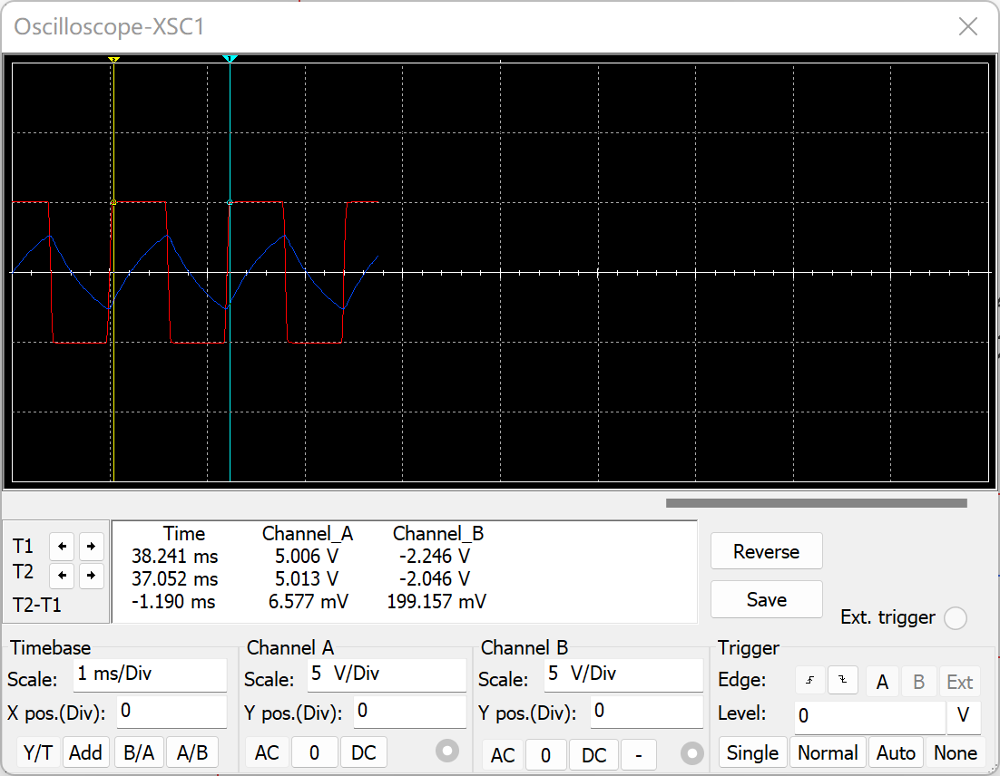 Oscilloscope-XSC1
Time Channel_A Channel_B
T1 38.241 ms 5.006 V -2.246 V
T2 37.052 ms 5.013 V -2.046 V
T2-T1 -1.190 ms 6.577 mV 199.157 mV
Reverse
Save
Ext. trigger
Timebase Channel A Channel B Trigger
Scale: 1 ms/Div Scale: 5 V/Div Scale: 5 V/Div Edge: A B Ext
X pos.(Div): 0 Y pos.(Div): 0 Y pos.(Div): 0 Level: 0 V
Y/T Add B/A A/B AC 0 DC AC 0 DC - Single Normal Auto None